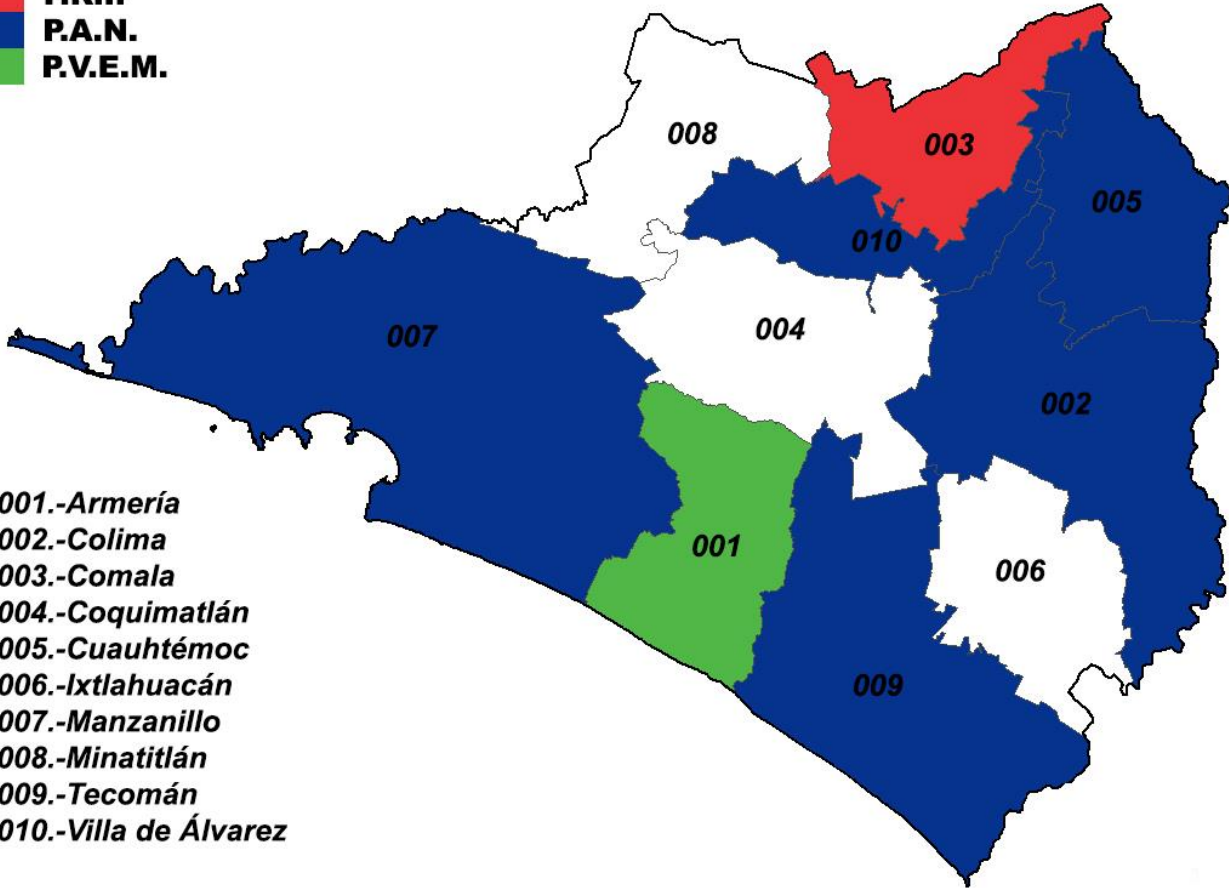 P.A.N.
P.V.E.M.
008
003
005
010
007
004
002
001
006
009
001.-Armería
002.-Colima
003.-Comala
004.-Coquimatlán
005.-Cuauhtémoc
006.-Ixtlahuacán
007.-Manzanillo
008.-Minatitlán
009.-Tecomán
010.-Villa de Álvarez